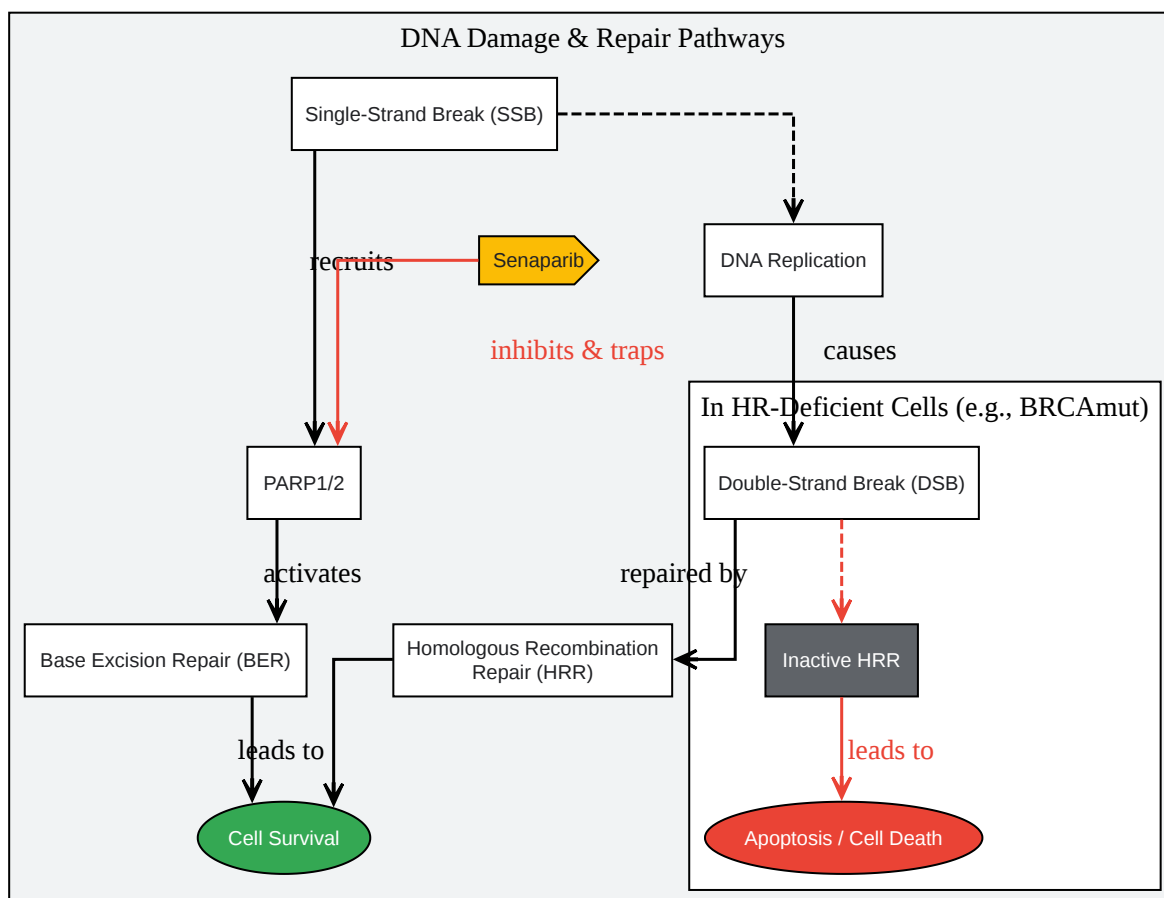 DNA Damage & Repair Pathways
Single-Strand Break (SSB)
recruits
Senaparib
DNA Replication
inhibits & traps
causes
In HR-Deficient Cells (e.g., BRCAmut)
PARP1/2
Double-Strand Break (DSB)
activates
repaired by
Base Excision Repair (BER)
Homologous Recombination
Repair (HRR)
Inactive HRR
leads to
leads to
Cell Survival
Apoptosis / Cell Death